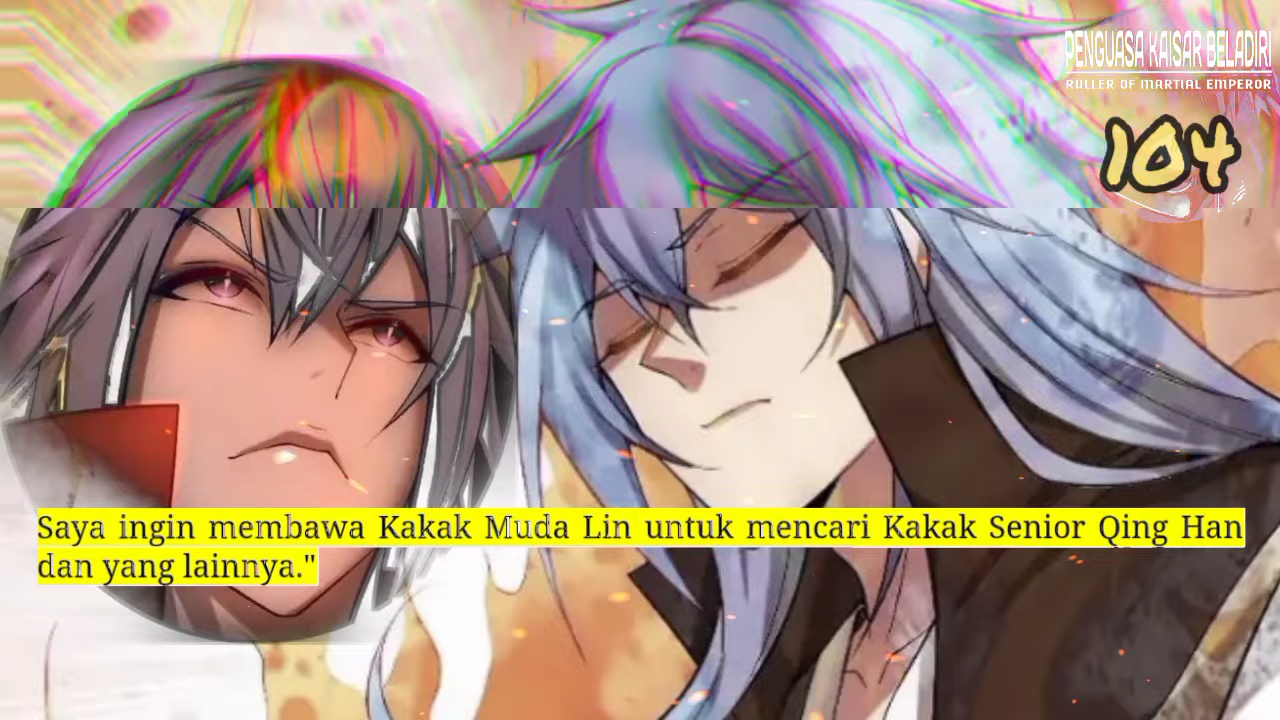 PENGUASA KAISAR BELADIRI
RULLER OF MARTIAL EMPEROR
104
Saya ingin membawa Kakak Muda Lin untuk mencari Kakak Senior Qing Han
dan yang lainnya."